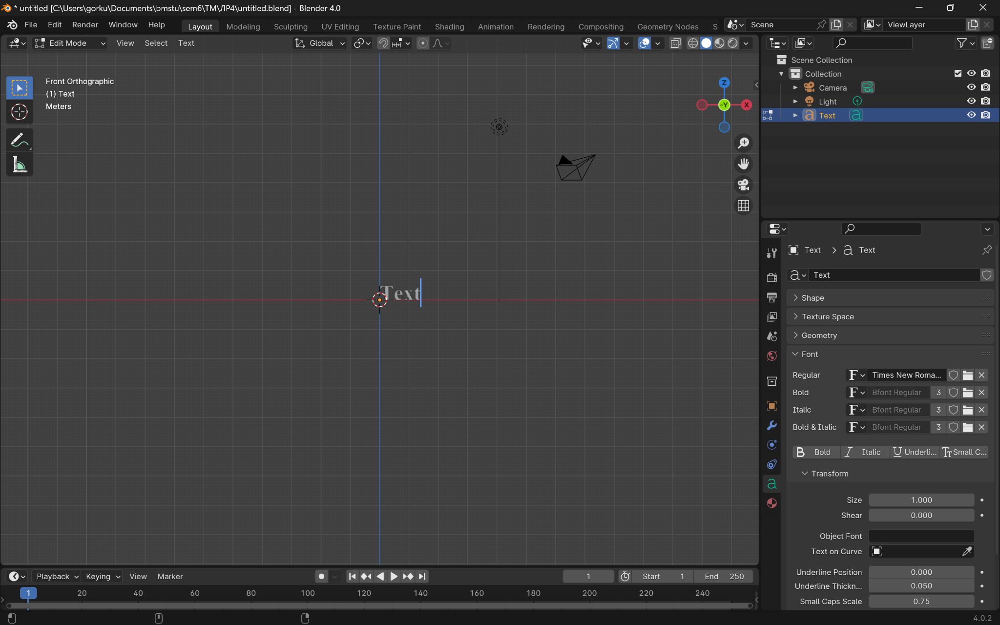 * untitled [C:\Users\gorku\Documents\bmstu\sem6\TM\ЛР4\untitled.blend] - Blender 4.0
File Edit Render Window Help Layout Modeling Sculpting UV Editing Texture Paint Shading Animation Rendering Compositing Geometry Nodes S Scene ViewLayer
Edit Mode View Select Text Global
Front Orthographic
(1) Text
Meters
Z
-Y X
Text
Scene Collection
Collection
Camera
Light
Text
Text > Text
Text
Shape
Texture Space
Geometry
Font
Regular F Times New Roma...
Bold F Bfont Regular 3
Italic F Bfont Regular 3
Bold & Italic F Bfont Regular 3
B Bold I Italic U Underli... Tт Small C...
Transform
Size 1.000
Shear 0.000
Object Font
Text on Curve
Underline Position 0.000
Underline Thickn... 0.050
Small Caps Scale 0.75
Playback Keying View Marker 1 Start 1 End 250
1 20 40 60 80 100 120 140 160 180 200 220 240
4.0.2